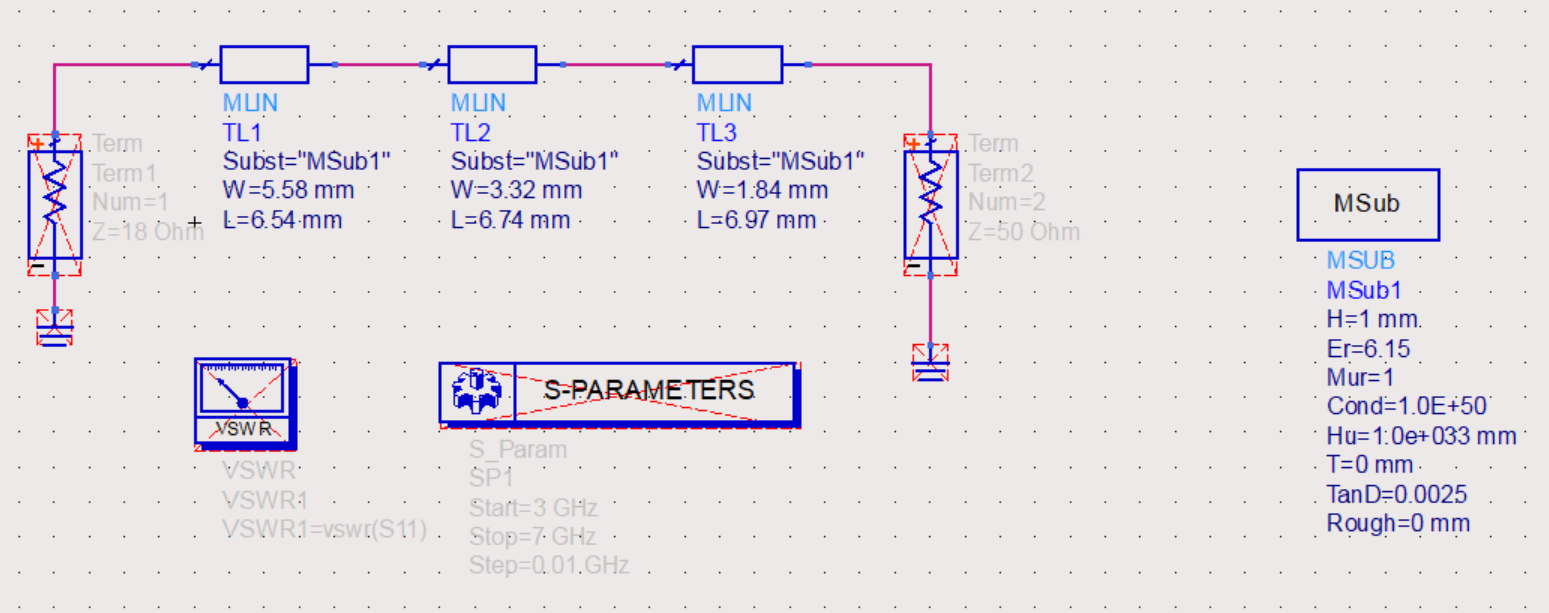 MLIN
TL1
Subst="MSub1"
W=5.58 mm
L=6.54 mm
MLIN
TL2
Subst="MSub1"
W=3.32 mm
L=6.74 mm
MLIN
TL3
Subst="MSub1"
W=1.84 mm
L=6.97 mm
Term
Term1
Num=1
Z=18 Ohm
Term
Term2
Num=2
Z=50 Ohm
MSub
MSUB
MSub1
H=1 mm
Er=6.15
Mur=1
Cond=1.0E+50
Hu=1.0e+033 mm
T=0 mm
TanD=0.0025
Rough=0 mm
VSWR
VSWR
VSWR1
VSWR1=vswr(S11)
S-PARAMETERS
S_Param
SP1
Start=3 GHz
Stop=7 GHz
Step=0.01 GHz